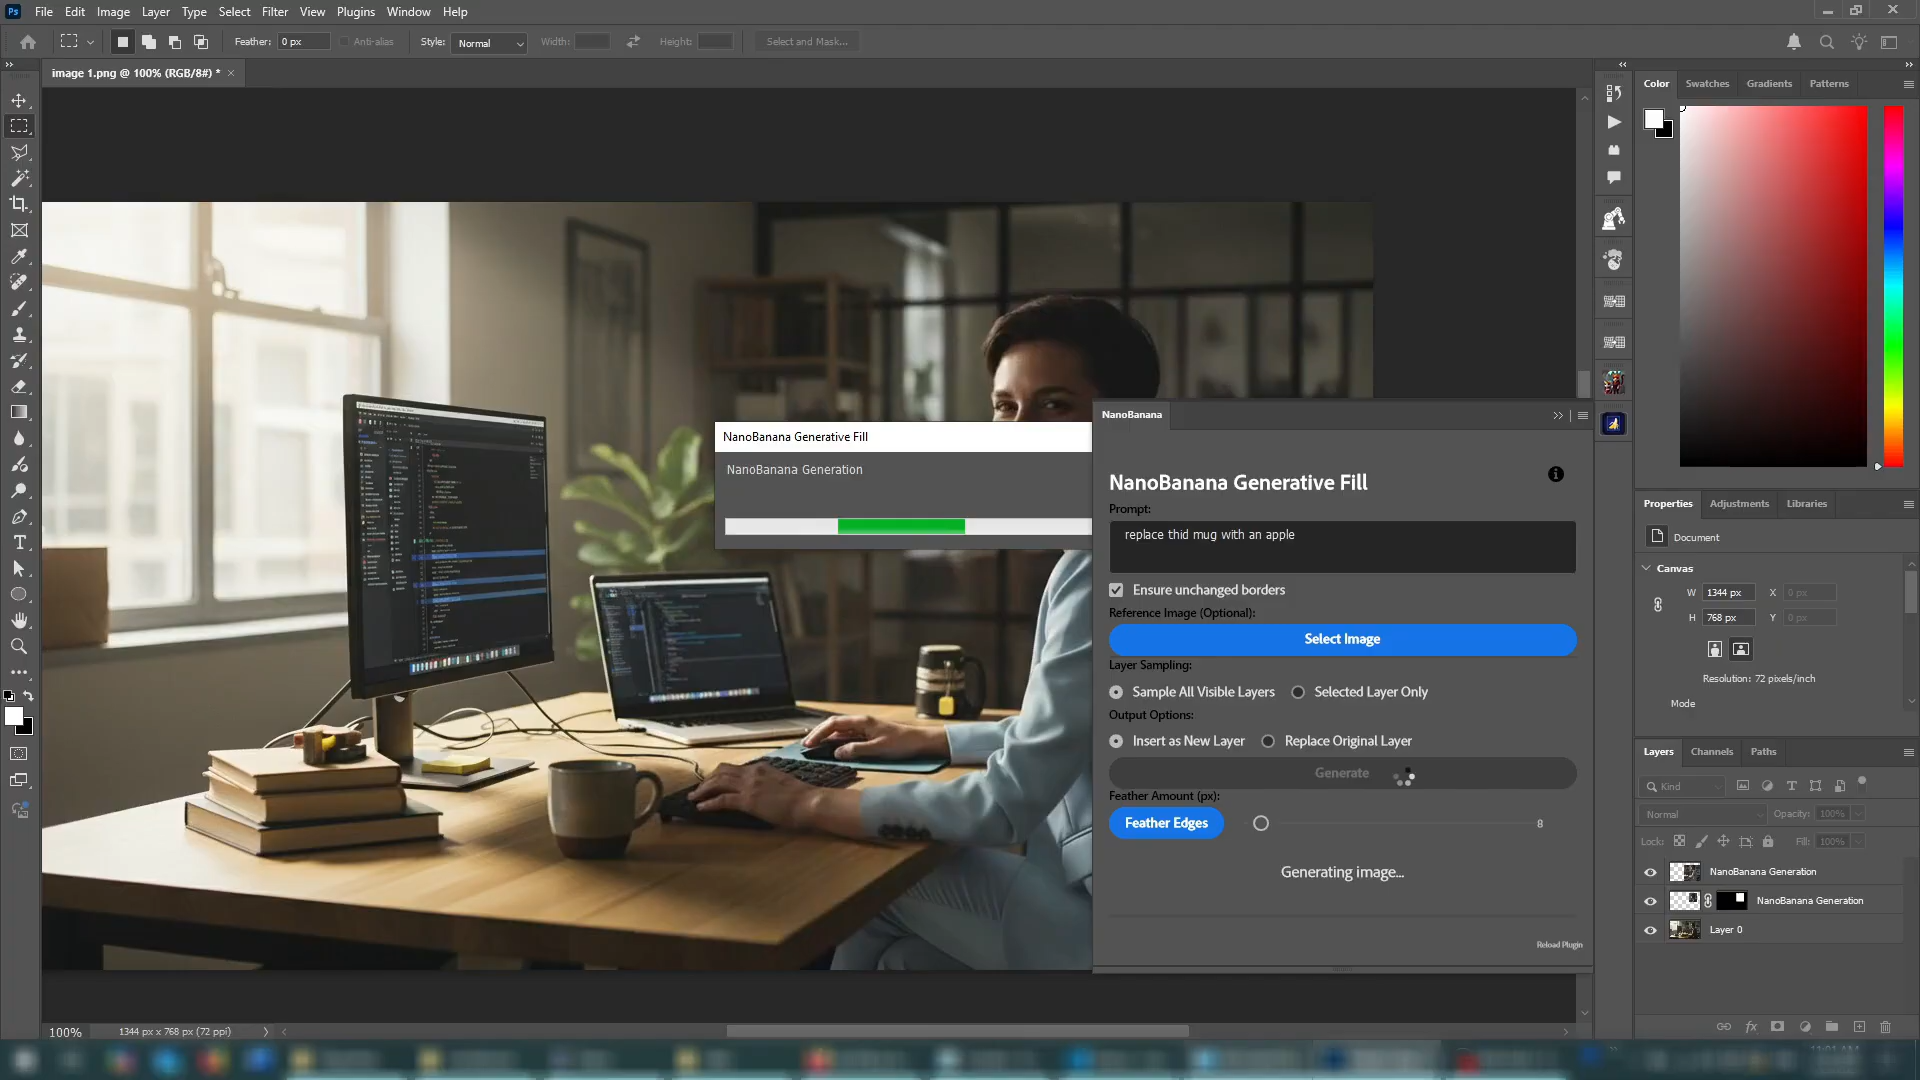 Ps File Edit Image Layer Type Select Filter View Plugins Window Help
Feather: 0 px Anti-alias Style: Normal Width: Height: Select and Mask...
image 1.png @ 100% (RGB/8#) * ×
Color Swatches Gradients Patterns
NanoBanana Generative Fill
NanoBanana Generation
NanoBanana
NanoBanana Generative Fill
Prompt:
replace thid mug with an apple
Ensure unchanged borders
Reference Image (Optional):
Select Image
Layer Sampling:
Sample All Visible Layers Selected Layer Only
Output Options:
Insert as New Layer Replace Original Layer
Generate
Feather Amount (px):
Feather Edges 8
Generating image...
Reload Plugin
Properties Adjustments Libraries
Document
Canvas
W 1344 px X 0 px
H 768 px Y 0 px
Resolution: 72 pixels/inch
Mode
Layers Channels Paths
Kind
Normal Opacity: 100%
Lock: Fill: 100%
NanoBanana Generation
NanoBanana Generation
Layer 0
100% 1344 px x 768 px (72 ppi)